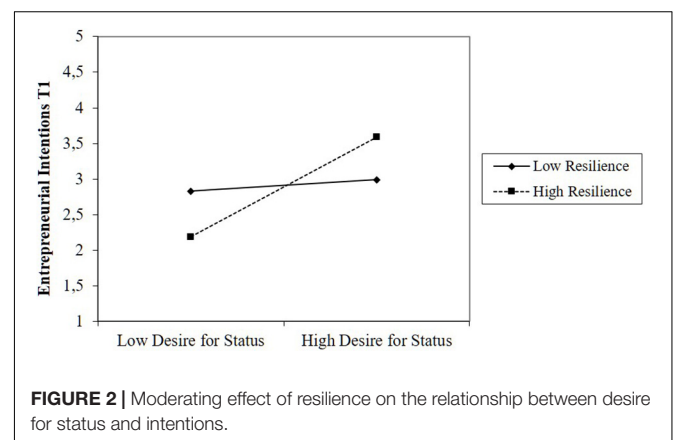 5
4,5
4
3,5
3
2,5
2
1,5
1
Entrepreneurial Intentions T1
Low Desire for Status
High Desire for Status
Low Resilience
High Resilience
FIGURE 2 | Moderating effect of resilience on the relationship between desire
for status and intentions.